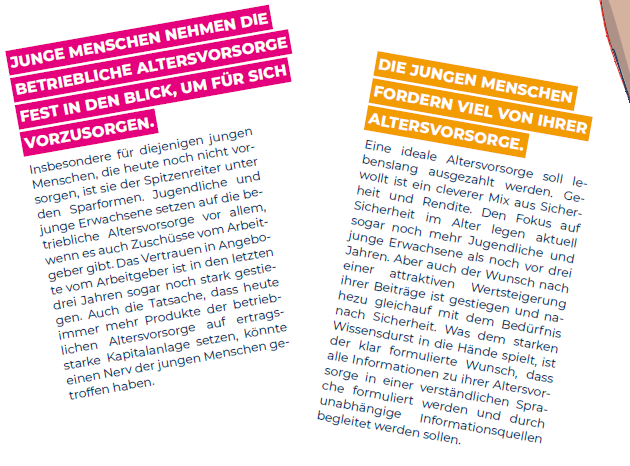 JUNGE MENSCHEN NEHMEN DIE
BETRIEBLICHE ALTERSVORSORGE
FEST IN DEN BLICK, UM FÜR SICH
VORZUSORGEN.
Insbesondere für diejenigen jungen
Menschen, die heute noch nicht vor-
sorgen, ist sie der Spitzenreiter unter
den Sparformen. Jugendliche und
junge Erwachsene setzen auf die be-
triebliche Altersvorsorge vor allem,
wenn es auch Zuschüsse vom Arbeit-
geber gibt. Das Vertrauen in Angebo-
te vom Arbeitgeber ist in den letzten
drei Jahren sogar noch stark gestie-
gen. Auch die Tatsache, dass heute
immer mehr Produkte der betrieb-
lichen Altersvorsorge auf ertrags-
starke Kapitalanlage setzen, könnte
einen Nerv der jungen Menschen ge-
troffen haben.
DIE JUNGEN MENSCHEN
FORDERN VIEL VON IHRER
ALTERSVORSORGE.
Eine ideale Altersvorsorge soll le-
benslang ausgezahlt werden. Ge-
wollt ist ein cleverer Mix aus Sicher-
heit und Rendite. Den Fokus auf
Sicherheit im Alter legen aktuell
sogar noch mehr Jugendliche und
junge Erwachsene als noch vor drei
Jahren. Aber auch der Wunsch nach
einer attraktiven Wertsteigerung
ihrer Beiträge ist gestiegen und na-
hezu gleichauf mit dem Bedürfnis
nach Sicherheit. Was dem starken
Wissensdurst in die Hände spielt, ist
der klar formulierte Wunsch, dass
alle Informationen zu ihrer Altersvor-
sorge in einer verständlichen Spra-
che formuliert werden und durch
unabhängige Informationsquellen
begleitet werden sollen.